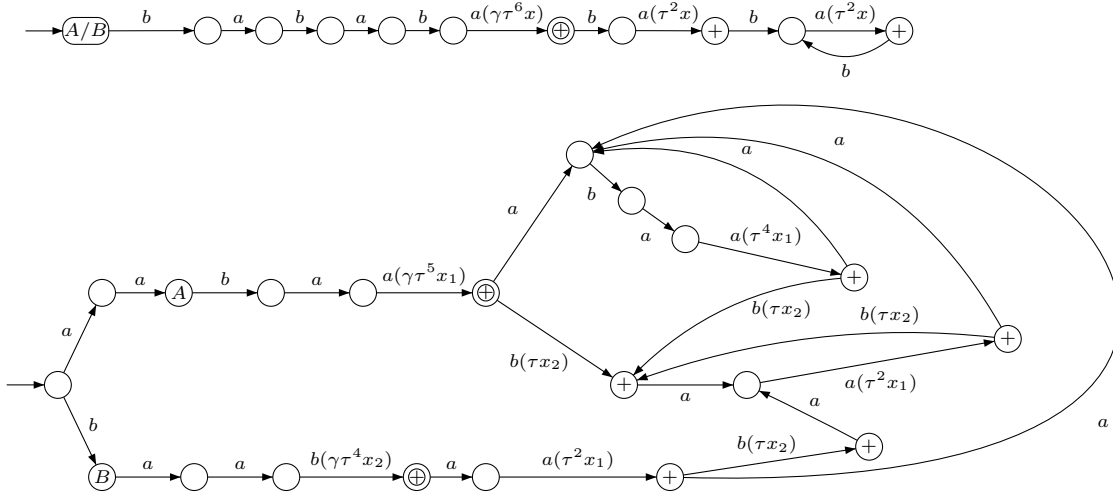 b a b a b a(γτ⁶x) b a(τ²x) b a(τ²x)
A/B ⊕ + +
b
a a
a b a(τ⁴x₁)
a +
a b a a(γτ⁵x₁)
A ⊕
b(τx₂) b(τx₂)
a +
b(τx₂)
+ a a(τ²x₁)
b a a
b(τx₂) +
a a b(γτ⁴x₂) a a(τ²x₁)
B ⊕ +